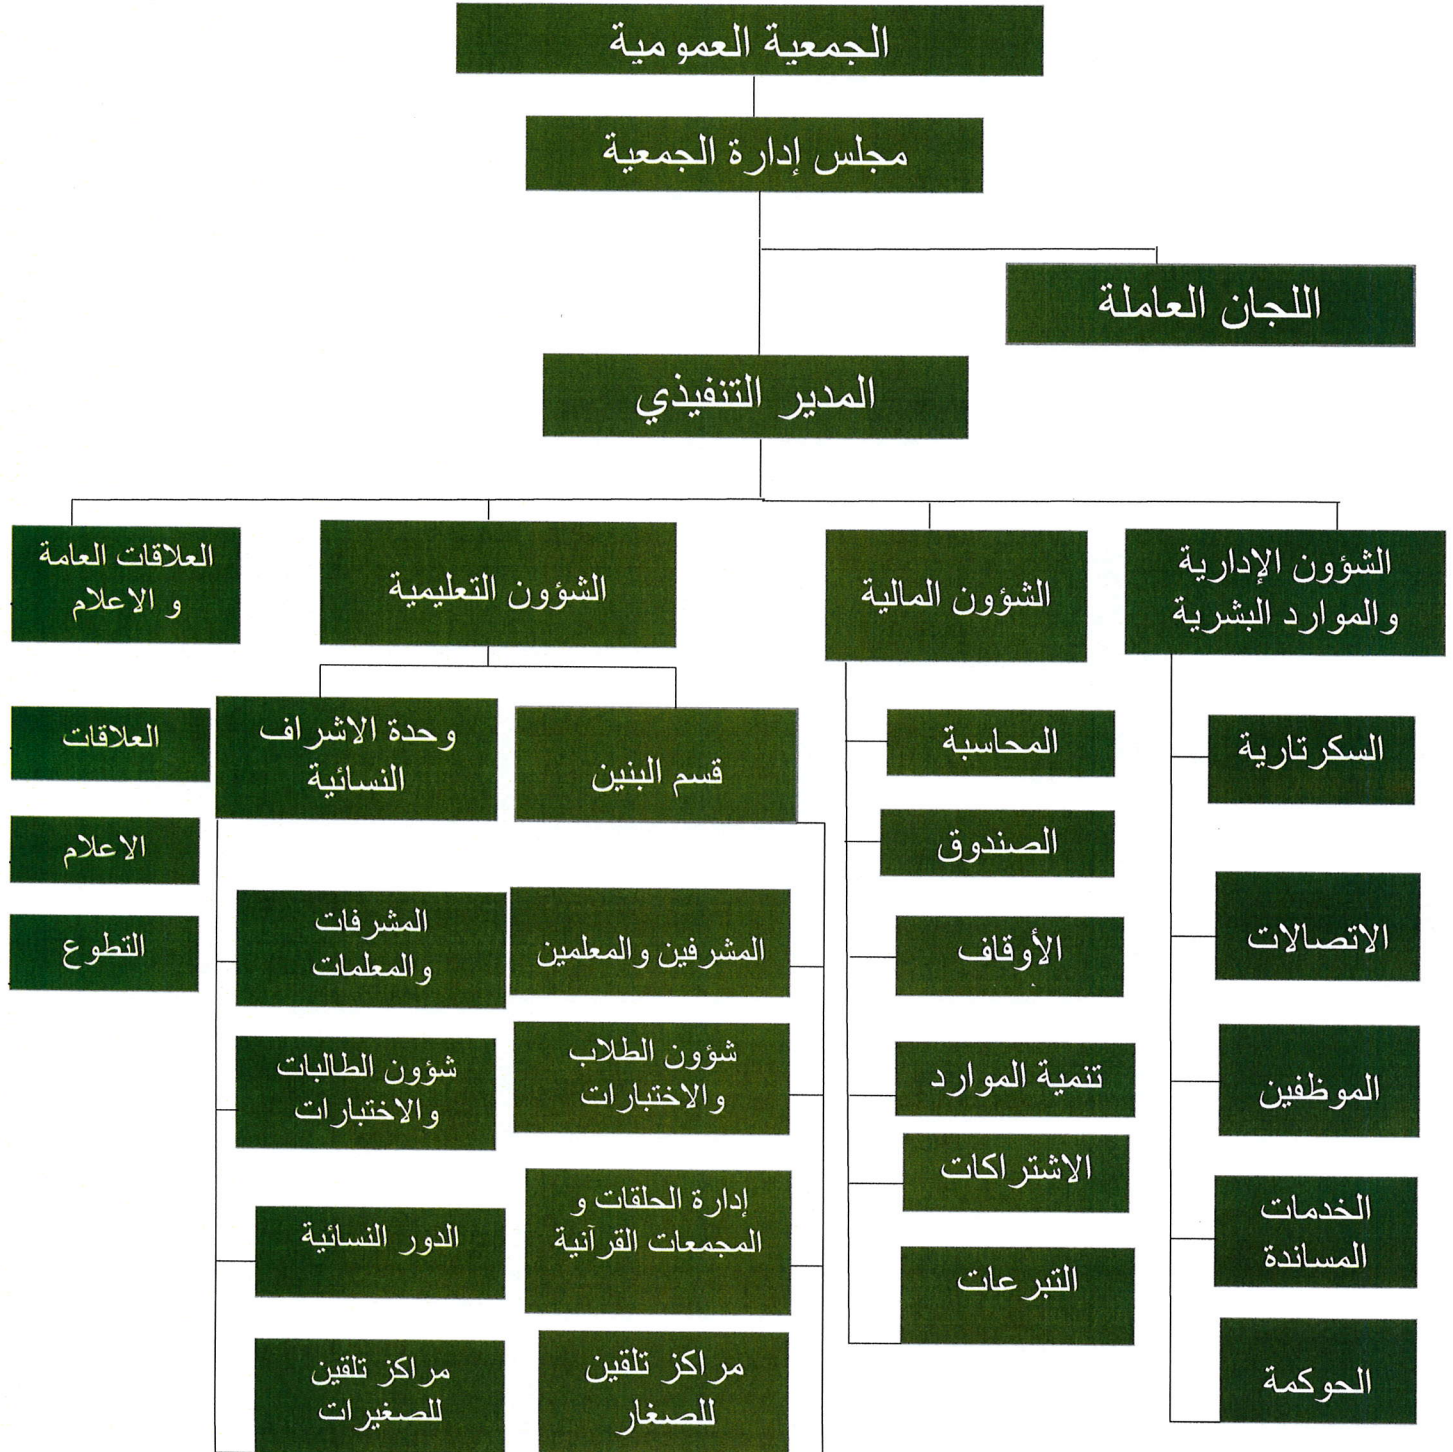 الجمعية العمومية
مجلس إدارة الجمعية
اللجان العاملة
المدير التنفيذي
الشؤون الإدارية
والموارد البشرية
الشؤون المالية
الشؤون التعليمية
العلاقات العامة
و الاعلام
السكرتارية
الاتصالات
الموظفين
الخدمات
المساندة
الحوكمة
المحاسبة
الصندوق
الأوقاف
تنمية الموارد
الاشتراكات
التبرعات
قسم البنين
المشرفين والمعلمين
شؤون الطلاب
والاختبارات
إدارة الحلقات و
المجمعات القرآنية
مراكز تلقين
للصغار
وحدة الاشراف
النسائية
المشرفات
والمعلمات
شؤون الطالبات
والاختبارات
الدور النسائية
مراكز تلقين
للصغيرات
العلاقات
الاعلام
التطوع